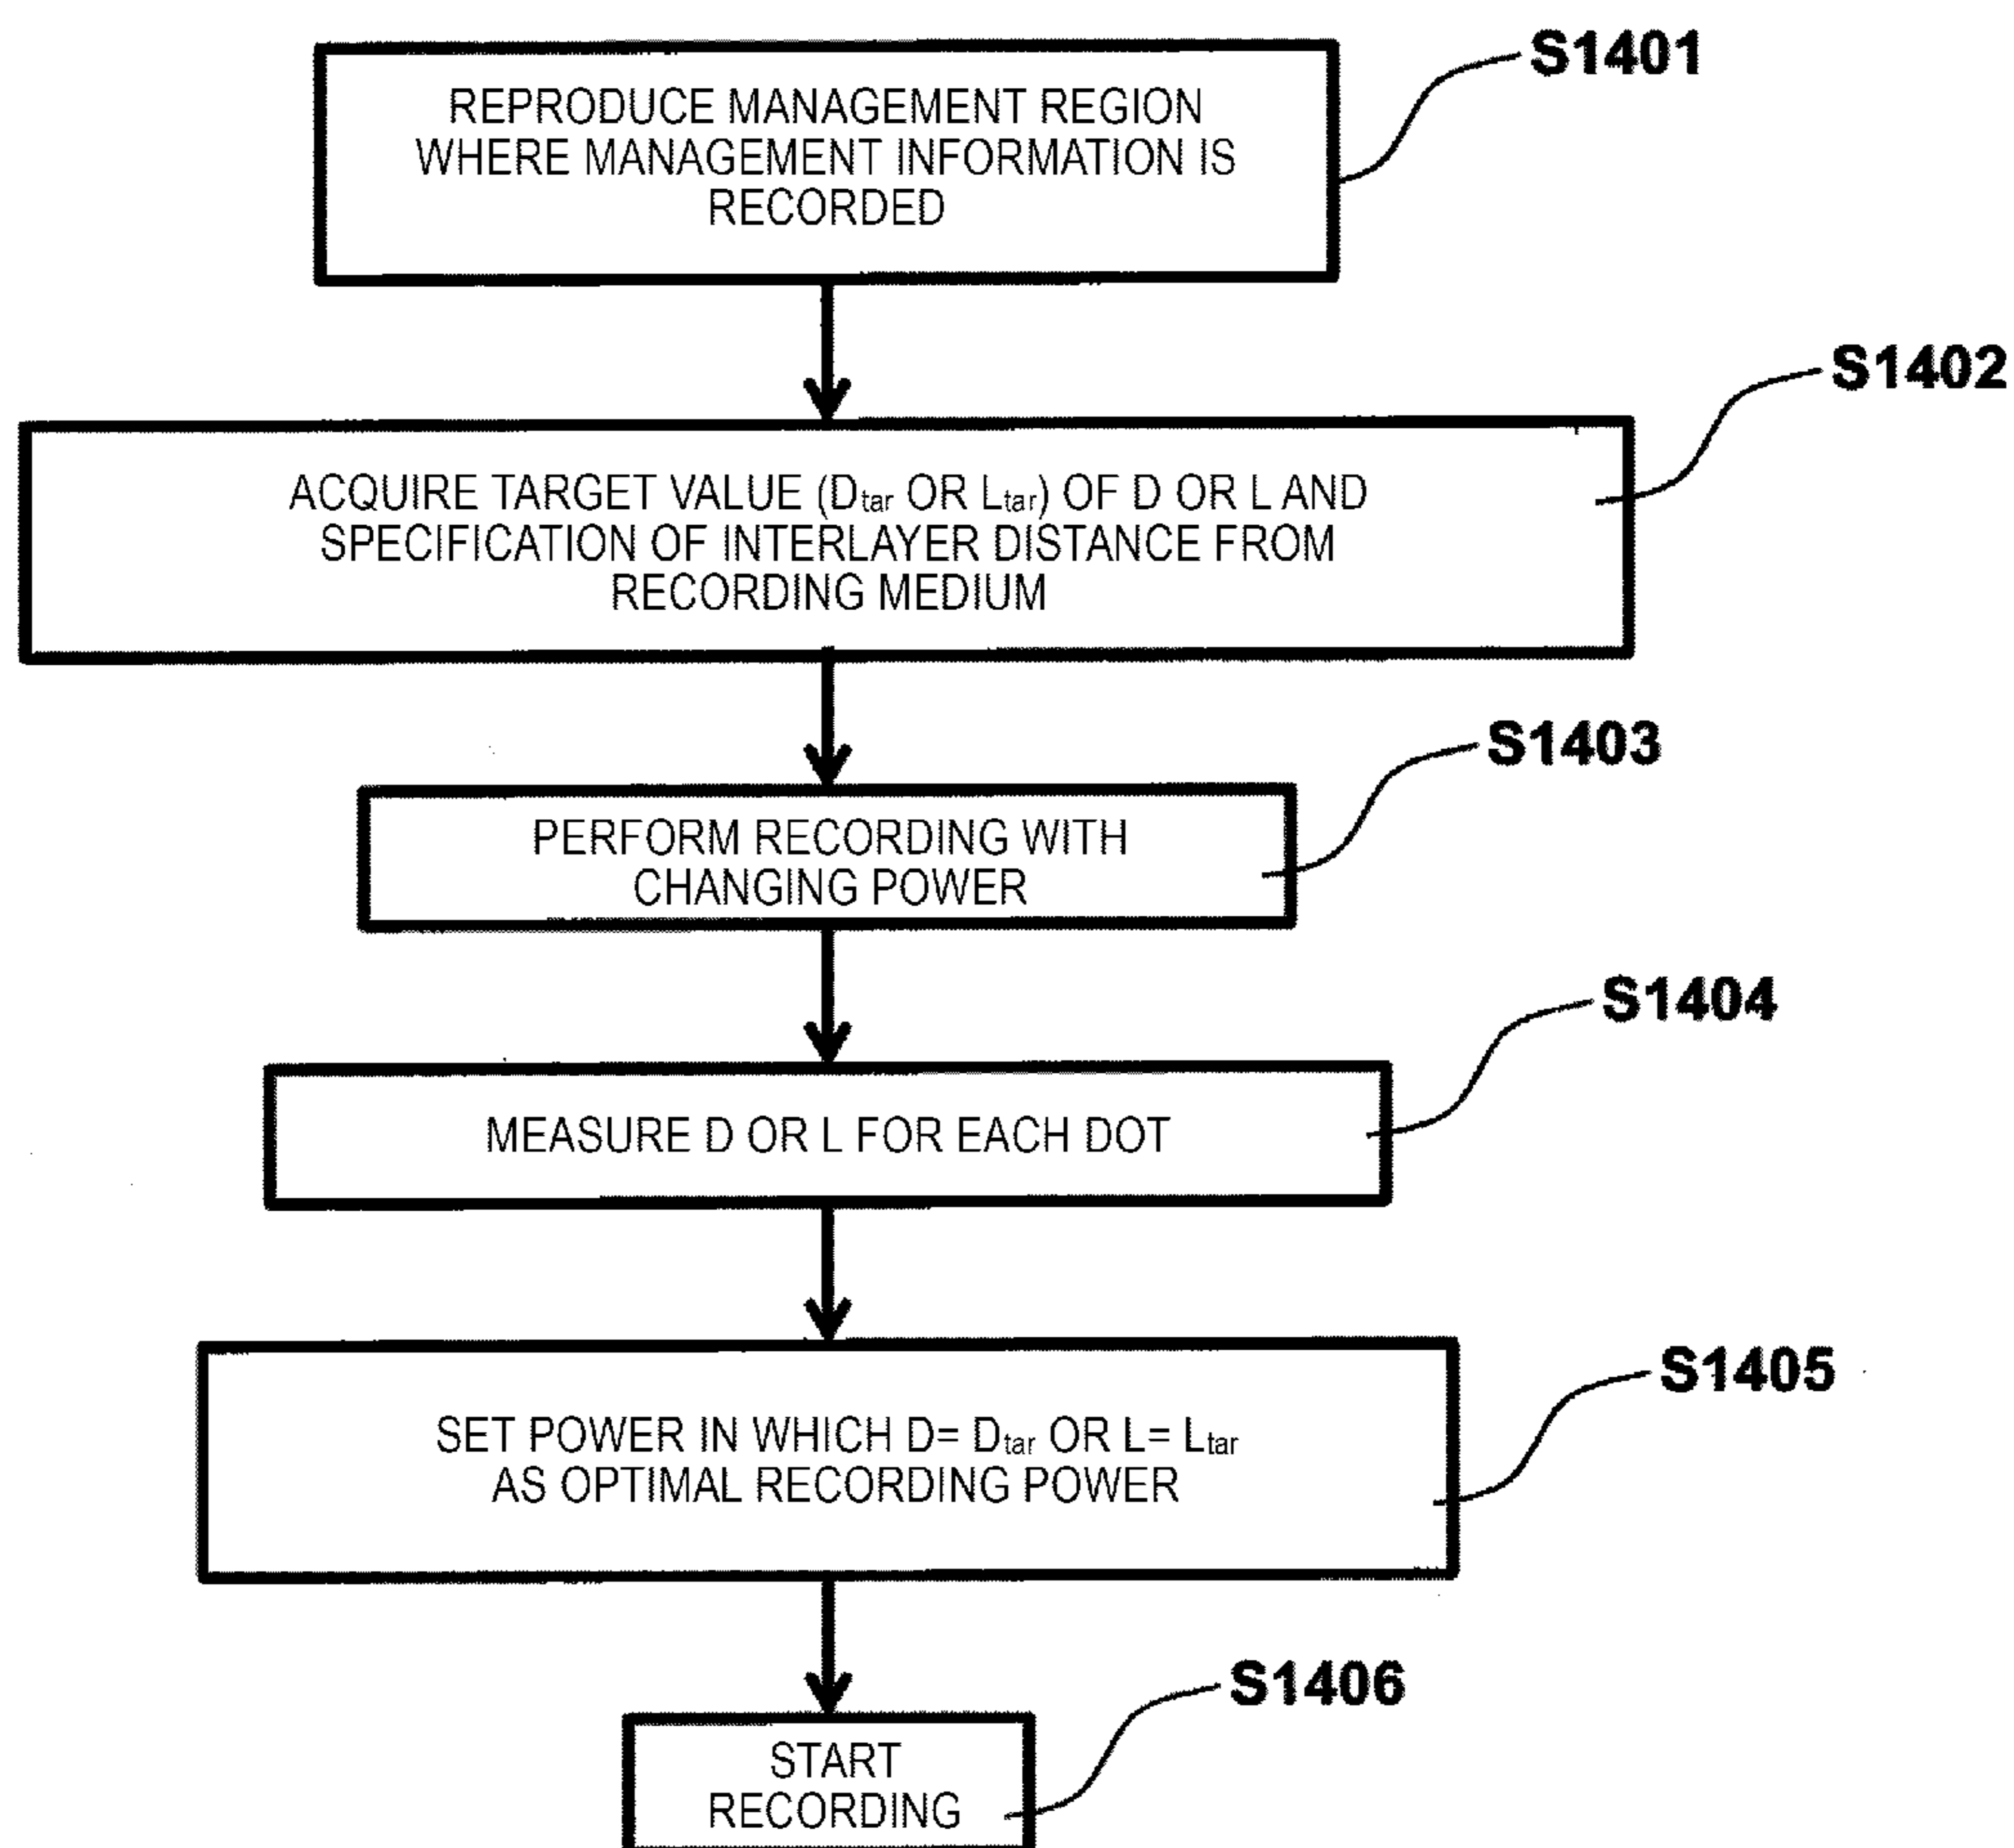 S1401
REPRODUCE MANAGEMENT REGION
WHERE MANAGEMENT INFORMATION IS
RECORDED
S1402
ACQUIRE TARGET VALUE (Dtar OR Ltar) OF D OR L AND
SPECIFICATION OF INTERLAYER DISTANCE FROM
RECORDING MEDIUM
S1403
PERFORM RECORDING WITH
CHANGING POWER
S1404
MEASURE D OR L FOR EACH DOT
S1405
SET POWER IN WHICH D= Dtar OR L= Ltar
AS OPTIMAL RECORDING POWER
S1406
START
RECORDING